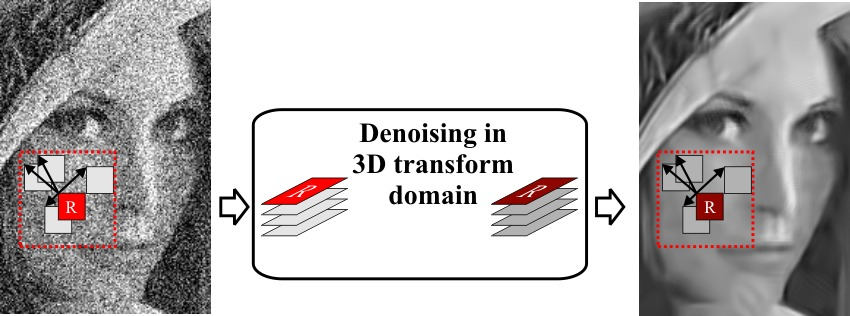 R
Denoising in
3D transform
domain
R
R
R